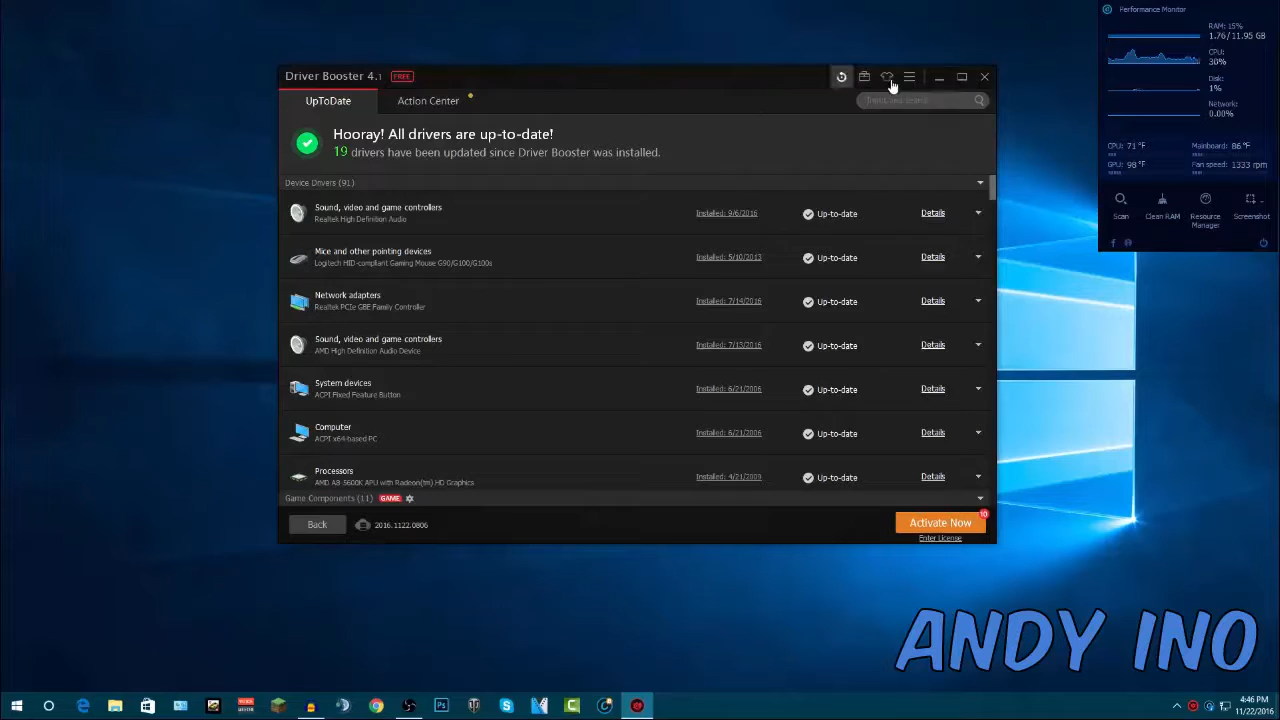 Performance Monitor
RAM: 15%
1.76/11.95 GB
CPU:
30%
Disk:
1%
Network:
0.00%
CPU: 71 °F
Mainboard: 86 °F
GPU: 98 °F
Fan speed: 1333 rpm
Scan
Clean RAM
Resource Manager
Screenshot
Driver Booster 4.1 FREE
UpToDate
Action Center
Hooray! All drivers are up-to-date!
19 drivers have been updated since Driver Booster was installed.
Device Drivers (91)
Sound, video and game controllers
Realtek High Definition Audio
Installed: 9/6/2016
Up-to-date
Details
Mice and other pointing devices
Logitech HID-compliant Gaming Mouse G90/G100/G100s
Installed: 5/10/2013
Up-to-date
Details
Network adapters
Realtek PCIe GBE Family Controller
Installed: 7/14/2016
Up-to-date
Details
Sound, video and game controllers
AMD High Definition Audio Device
Installed: 7/13/2016
Up-to-date
Details
System devices
ACPI Fixed Feature Button
Installed: 6/21/2006
Up-to-date
Details
Computer
ACPI x64-based PC
Installed: 6/21/2006
Up-to-date
Details
Processors
AMD A8-5600K APU with Radeon(tm) HD Graphics
Installed: 4/21/2009
Up-to-date
Details
Game Components (11) GAME
Back
2016.1122.0806
Activate Now
10
Enter License
ANDY INO
4:46 PM
11/22/2016